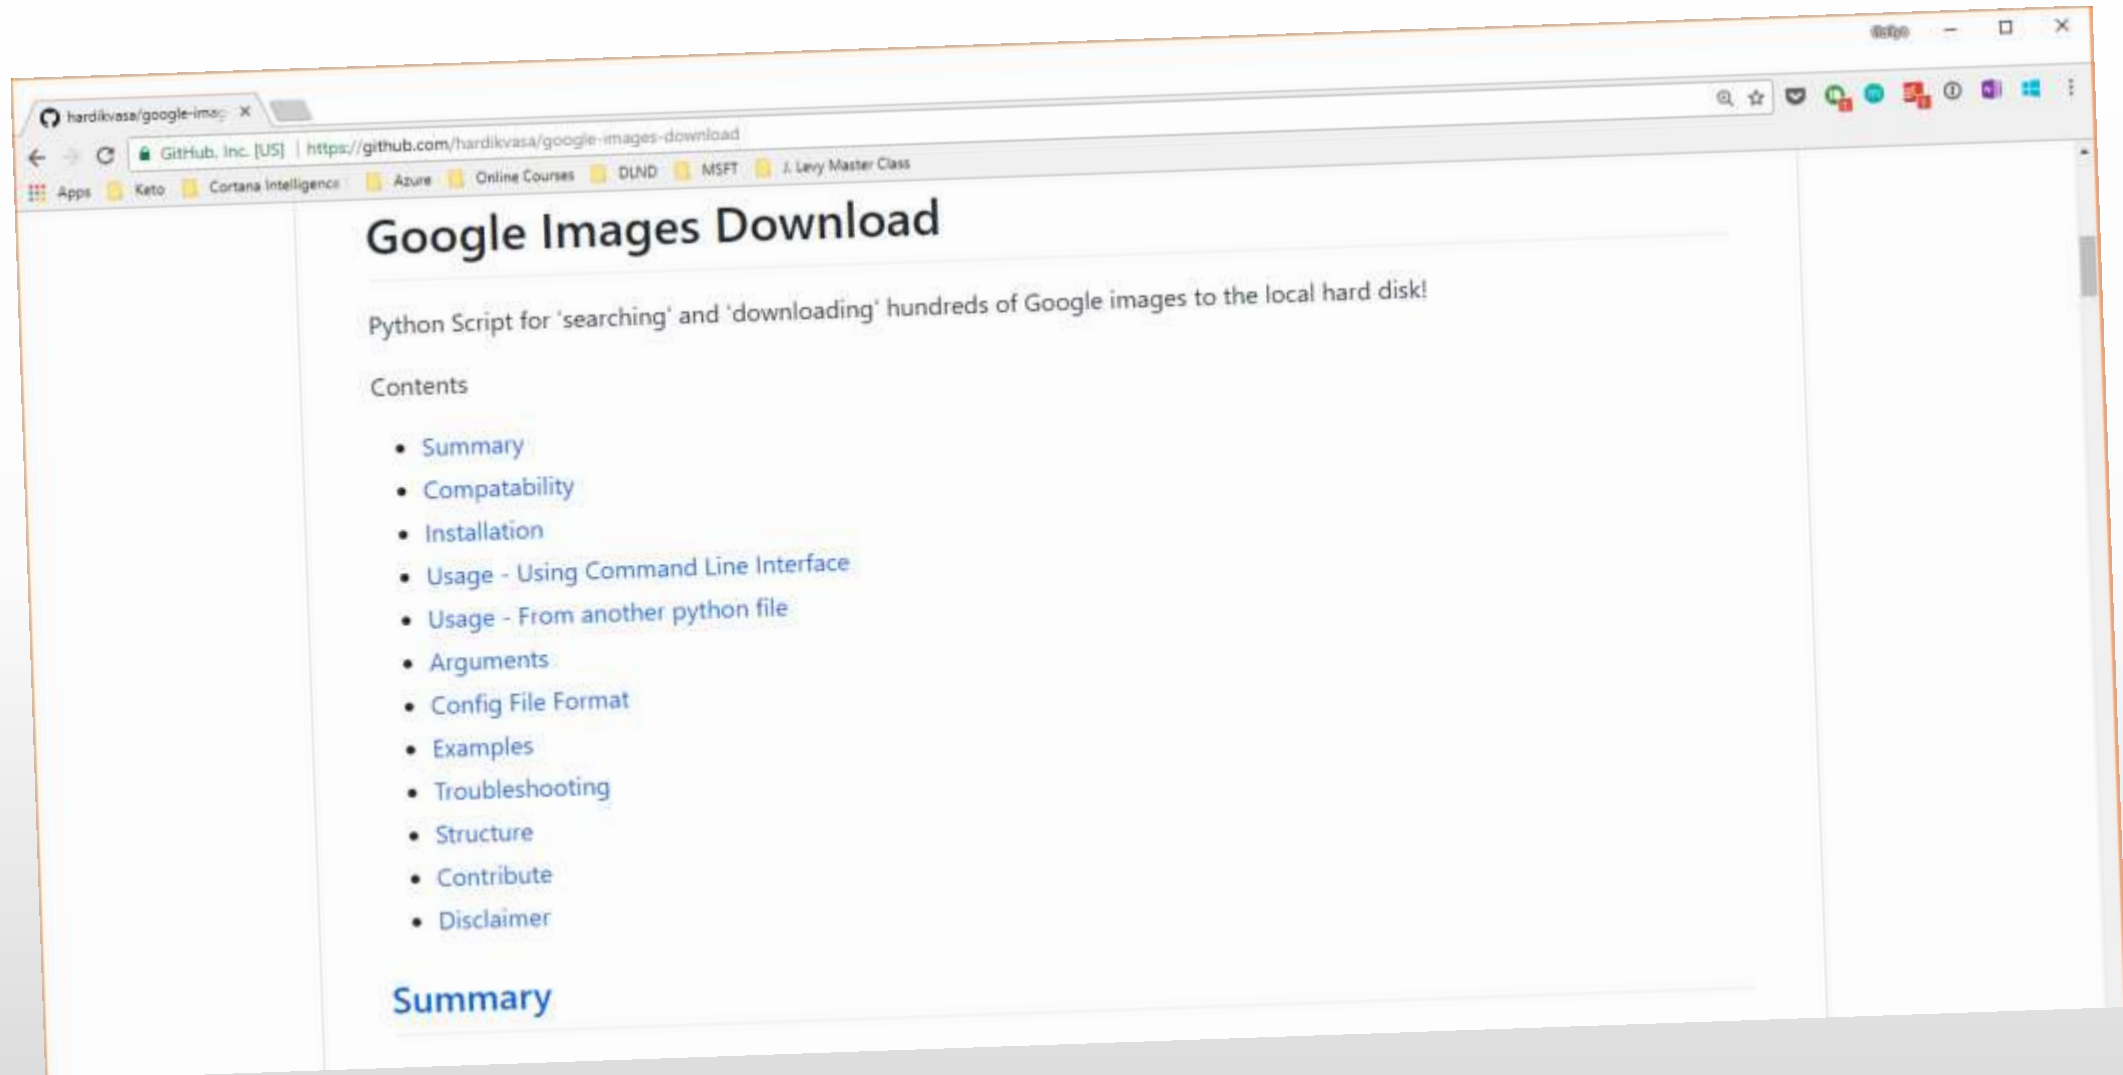 hardikvasa/google-imag
GitHub, Inc. [US] | https://github.com/hardikvasa/google-images-download
Apps Keto Cortana Intelligence Azure Online Courses DLND MSFT J. Levy Master Class
Google Images Download
Python Script for 'searching' and 'downloading' hundreds of Google images to the local hard disk!
Contents
• Summary
• Compatability
• Installation
• Usage - Using Command Line Interface
• Usage - From another python file
• Arguments
• Config File Format
• Examples
• Troubleshooting
• Structure
• Contribute
• Disclaimer
Summary